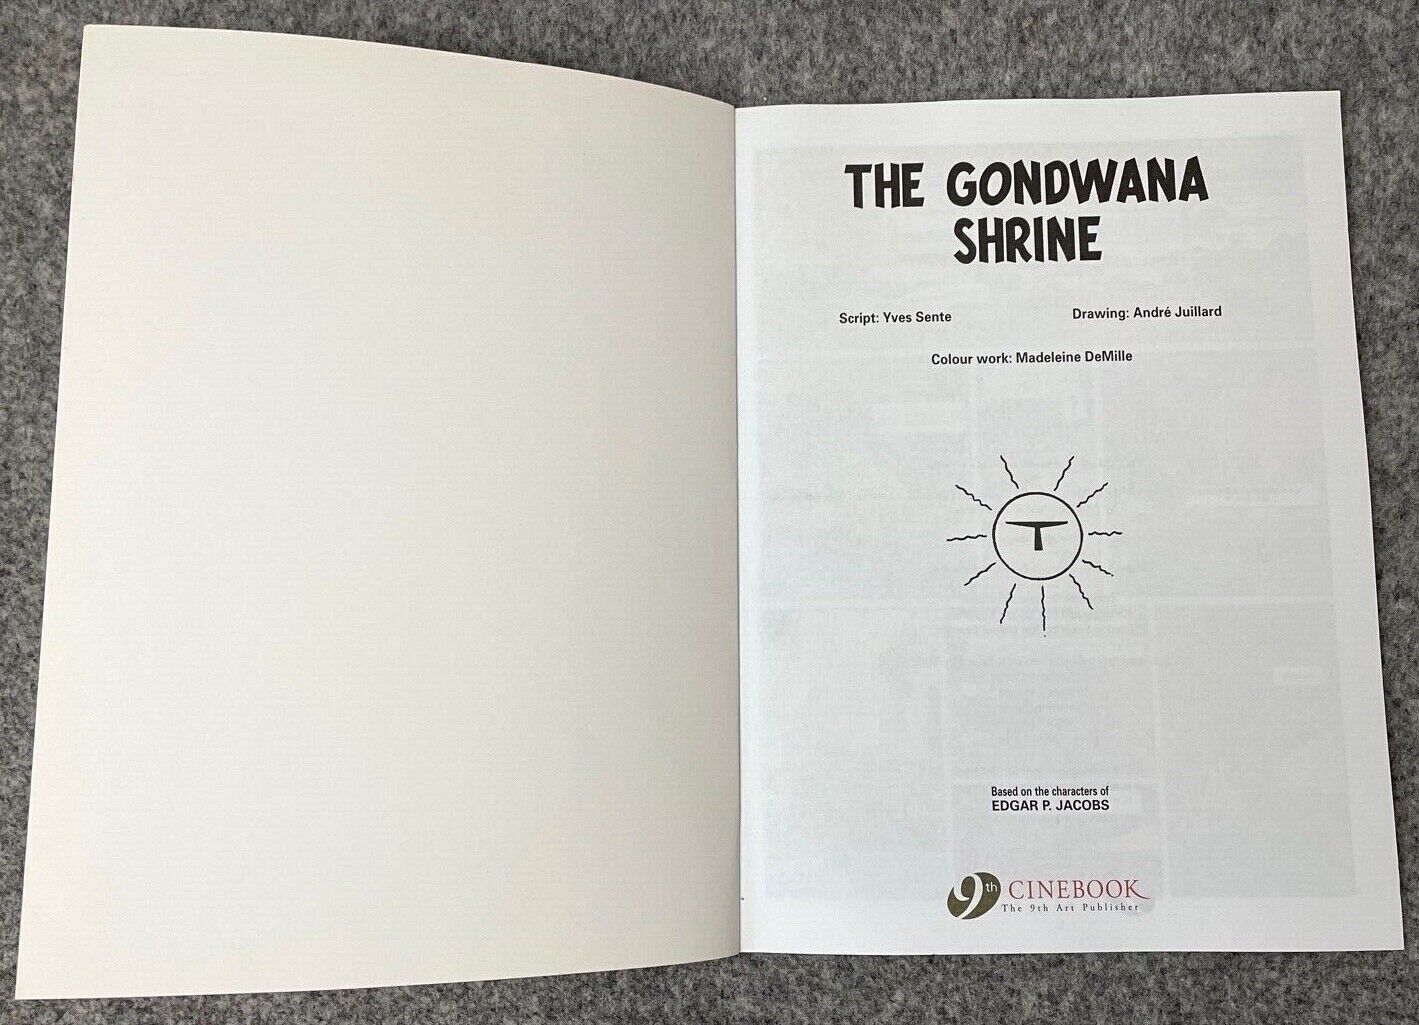 THE GONDWANA
SHRINE
Script: Yves Sente
Drawing: André Juillard
Colour work: Madeleine DeMille
T
Based on the characters of
EDGAR P. JACOBS
9th CINEBOOK
The 9th Art Publisher